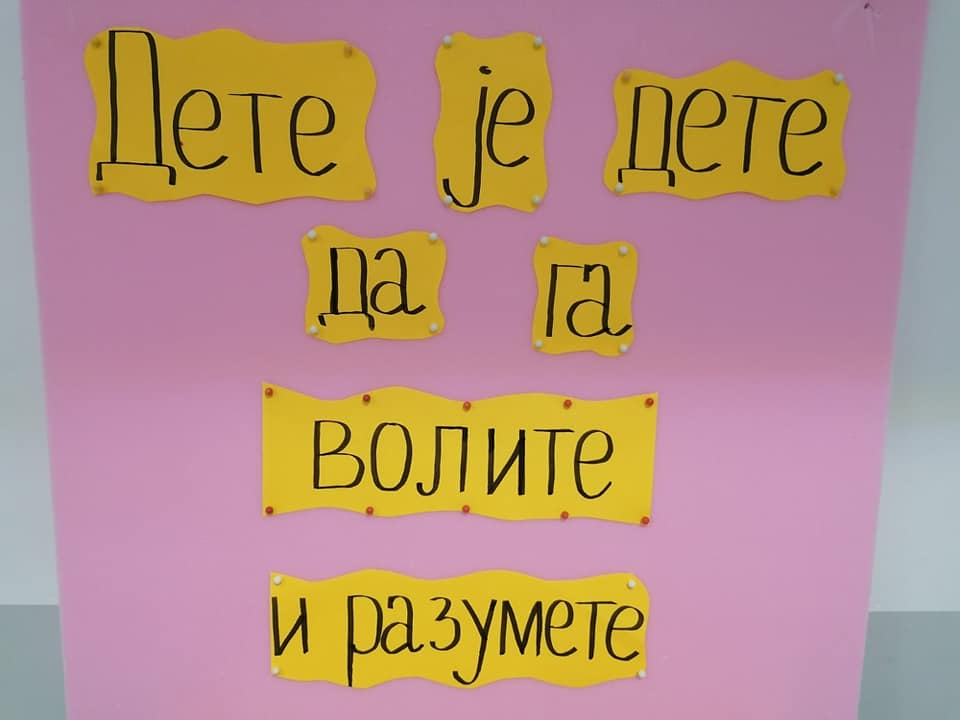 Дете је дете
да га
волите
и разумете